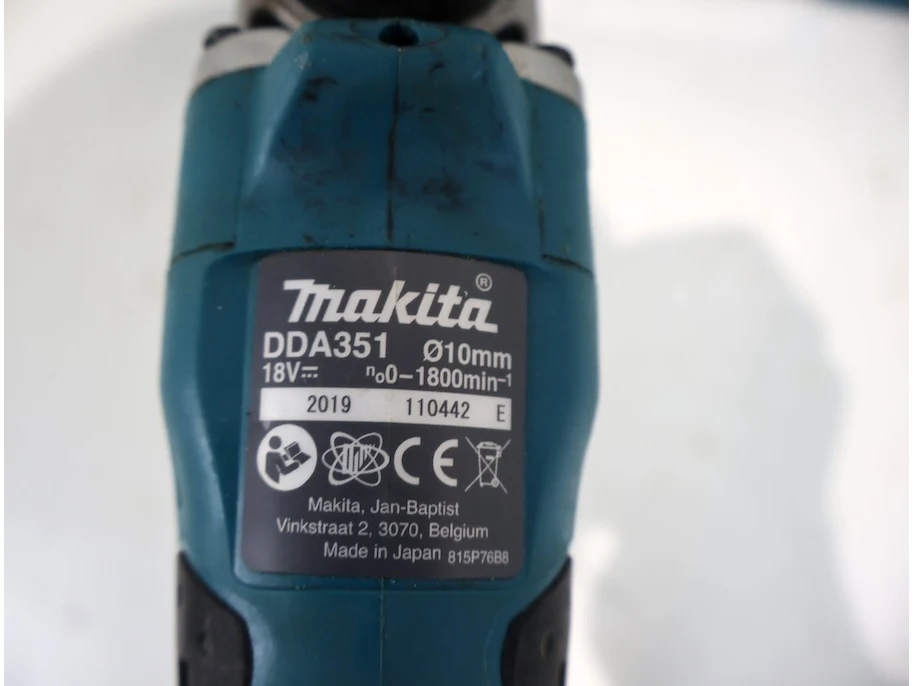 Makita®
DDA351 Ø10mm
18V⎓ n₀0-1800min⁻¹
2019 110442 E
CE
Makita, Jan-Baptist
Vinkstraat 2, 3070, Belgium
Made in Japan 815P76B8